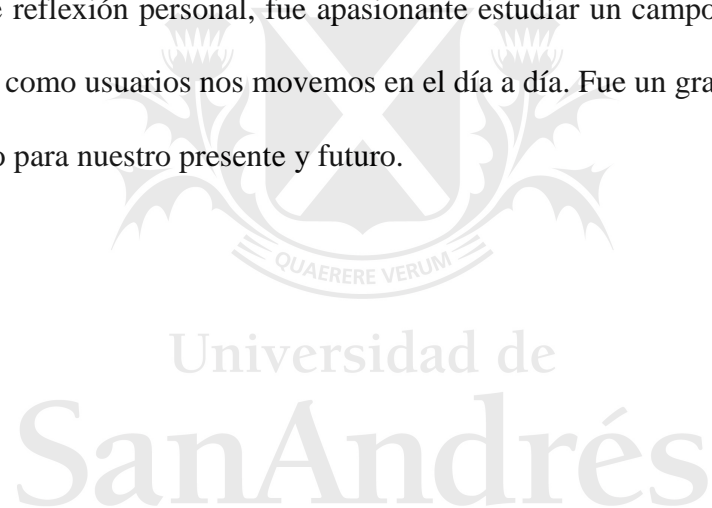 e reflexión personal, fue apasionante estudiar un campo
como usuarios nos movemos en el día a día. Fue un gra
o para nuestro presente y futuro.
QUAERERE VERUM
Universidad de
SanAndrés